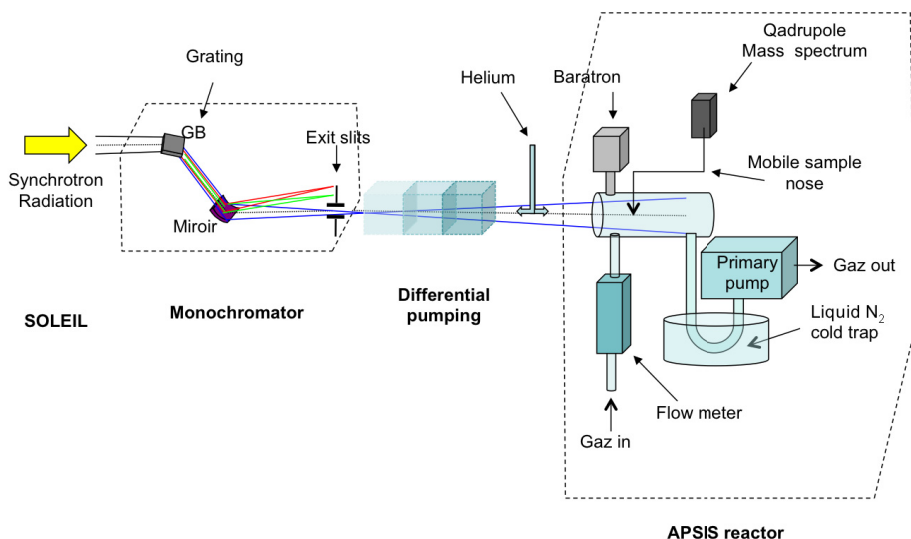 Qadrupole
Mass spectrum
Grating
Helium
Baratron
GB
Exit slits
Synchrotron
Radiation
Miroir
Mobile sample
nose
Primary
pump
Gaz out
SOLEIL
Monochromator
Differential
pumping
Liquid N₂
cold trap
Flow meter
Gaz in
APSIS reactor